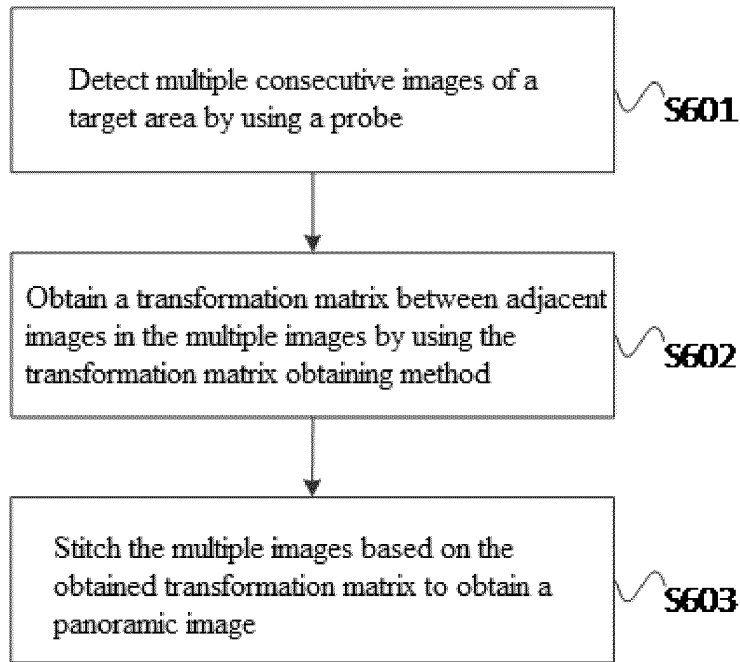 Detect multiple consecutive images of a
target area by using a probe
S601
Obtain a transformation matrix between adjacent
images in the multiple images by using the
transformation matrix obtaining method
S602
Stitch the multiple images based on the
obtained transformation matrix to obtain a
panoramic image
S603